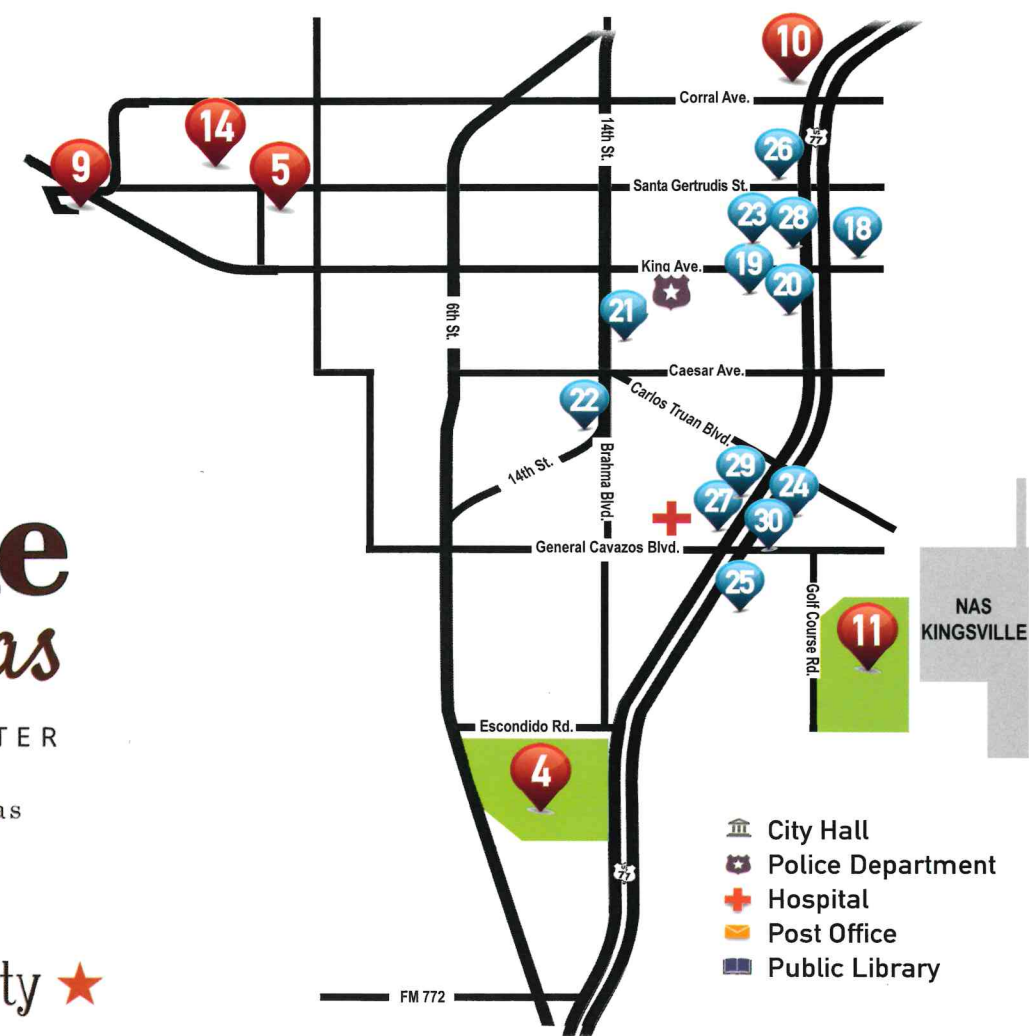 10
Corral Ave.
14
14th St.
US
77
26
9
5
Santa Gertrudis St.
23
28
18
King Ave.
19
20
21
6th St.
Caesar Ave.
22
Carlos Truan Blvd.
14th St.
Brahma Blvd.
29
24
27
30
General Cavazos Blvd.
25
Golf Course Rd.
11
NAS
KINGSVILLE
Escondido Rd.
4
US
77
FM 772
e
as
TER
as
ty
City Hall
Police Department
Hospital
Post Office
Public Library